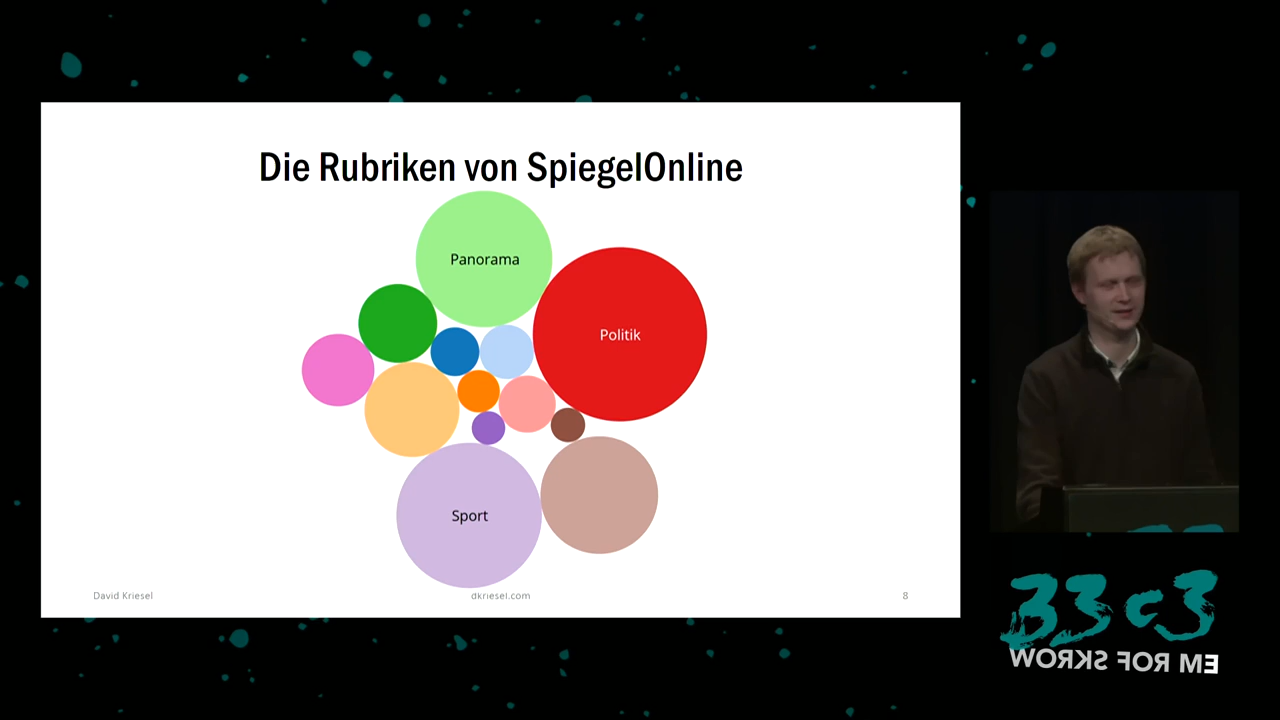 Die Rubriken von SpiegelOnline
Panorama
Politik
Sport
David Kriesel
dkriesel.com
8
33c3
WORKS FOR ME